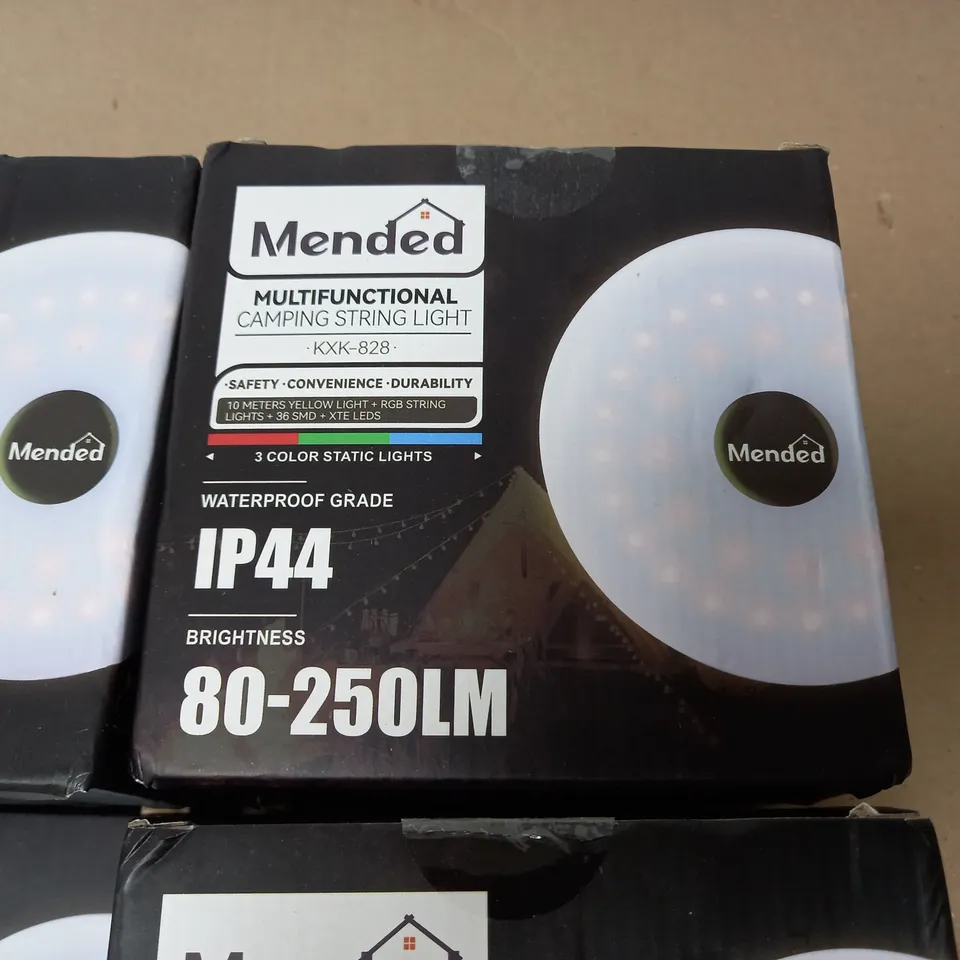 Mended
MULTIFUNCTIONAL
CAMPING STRING LIGHT
·KXK-828·
·SAFETY ·CONVENIENCE ·DURABILITY
10 METERS YELLOW LIGHT + RGB STRING
LIGHTS + 36 SMD + XTE LEDS
3 COLOR STATIC LIGHTS
WATERPROOF GRADE
IP44
BRIGHTNESS
80-250LM
Mended
Mended
Mended